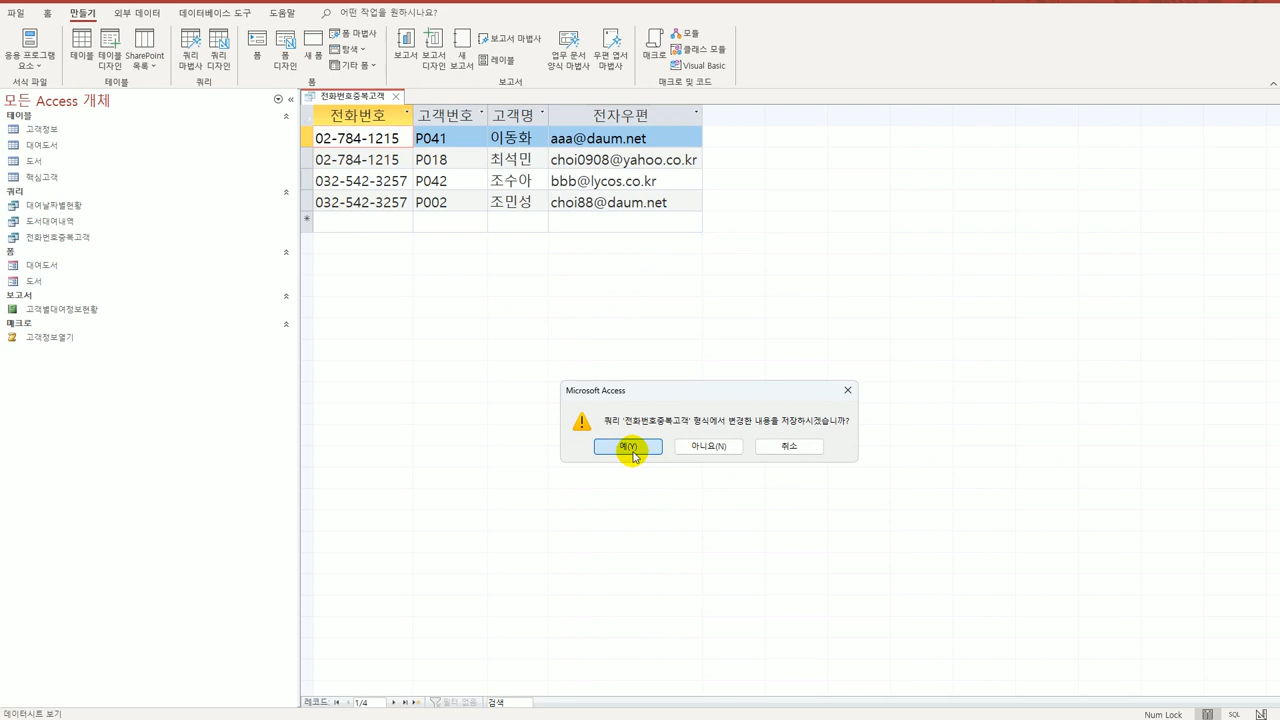 파일 홈 만들기 외부 데이터 데이터베이스 도구 도움말 어떤 작업을 원하시나요?
응용 프로그램 요소
테이블
테이블 디자인
SharePoint 목록
쿼리 마법사
쿼리 디자인
폼
폼 디자인
새 폼
폼 마법사
탐색
기타 폼
보고서
보고서 디자인
새 보고서
보고서 마법사
레이블
업무 문서 양식 마법사
우편 엽서 마법사
매크로
모듈
클래스 모듈
Visual Basic
서식 파일 테이블 쿼리 폼 보고서 매크로 및 코드
모든 Access 개체
테이블
고객정보
대여도서
도서
핵심고객
쿼리
대여날짜별현황
도서대여내역
전화번호중복고객
폼
대여도서
도서
보고서
고객별대여정보현황
매크로
고객정보열기
전화번호중복고객
전화번호 고객번호 고객명 전자우편
02-784-1215 P041 이동화 aaa@daum.net
02-784-1215 P018 최석민 choi0908@yahoo.co.kr
032-542-3257 P042 조수아 bbb@lycos.co.kr
032-542-3257 P002 조민성 choi88@daum.net
Microsoft Access
쿼리 '전화번호중복고객' 형식에서 변경한 내용을 저장하시겠습니까?
예(Y) 아니요(N) 취소
레코드: 1/4 필터 없음 검색
데이터시트 보기 Num Lock SQL